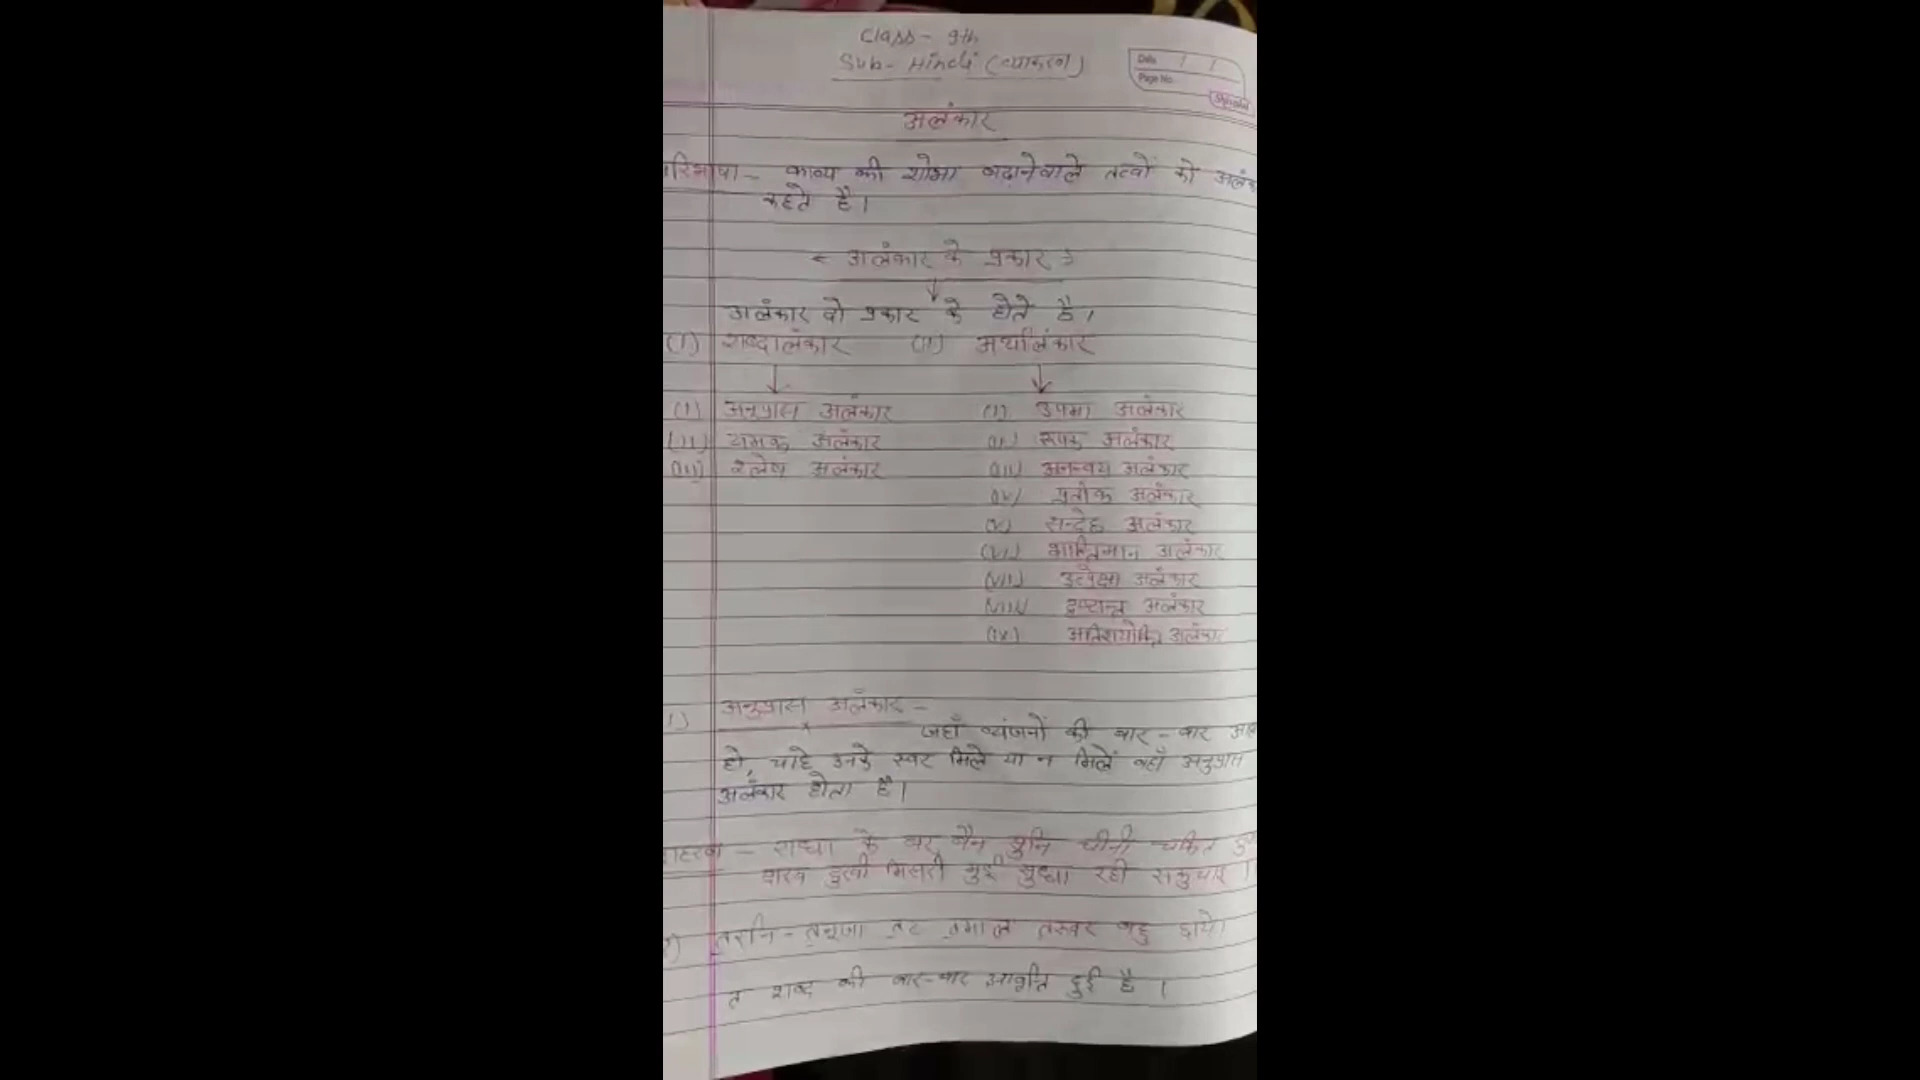 Class - 9th
Sub - Hindi (व्याकरण)
Date / /
Page No.
अलंकार
रिभाषा - काव्य की शोभा बढ़ानेवाले तत्वों को अलंक
कहते है।
अलंकार के प्रकार :
अलंकार दो प्रकार के होते है।
(i) शब्दालंकार (ii) अर्थालंकार
(i) अनुप्रास अलंकार (i) उपमा अलंकार
(ii) यमक अलंकार (ii) रूपक अलंकार
(iii) श्लेष अलंकार (iii) अनन्वय अलंकार
(iv) प्रतीक अलंकार
(v) सन्देह अलंकार
(vi) भ्रान्तिमान अलंकार
(vii) उत्प्रेक्षा अलंकार
(viii) दृष्टान्त अलंकार
(ix) अतिशयोक्ति अलंकार
1) अनुप्रास अलंकार -
जहाँ व्यंजनों की बार-बार आ
हो, चाहे उनके स्वर मिले या न मिलें वहाँ अनुप्रास
अलंकार होता है।
ाहरण - राधा के बर बैन सुनि चीनी चकित
दाख दुखी मिसरी मुई सुधा रही सकुचाइ।
तरनि-तनूजा तट तमाल तरुवर बहु छाये।
त शब्द की बार-बार आवृति हुई है।